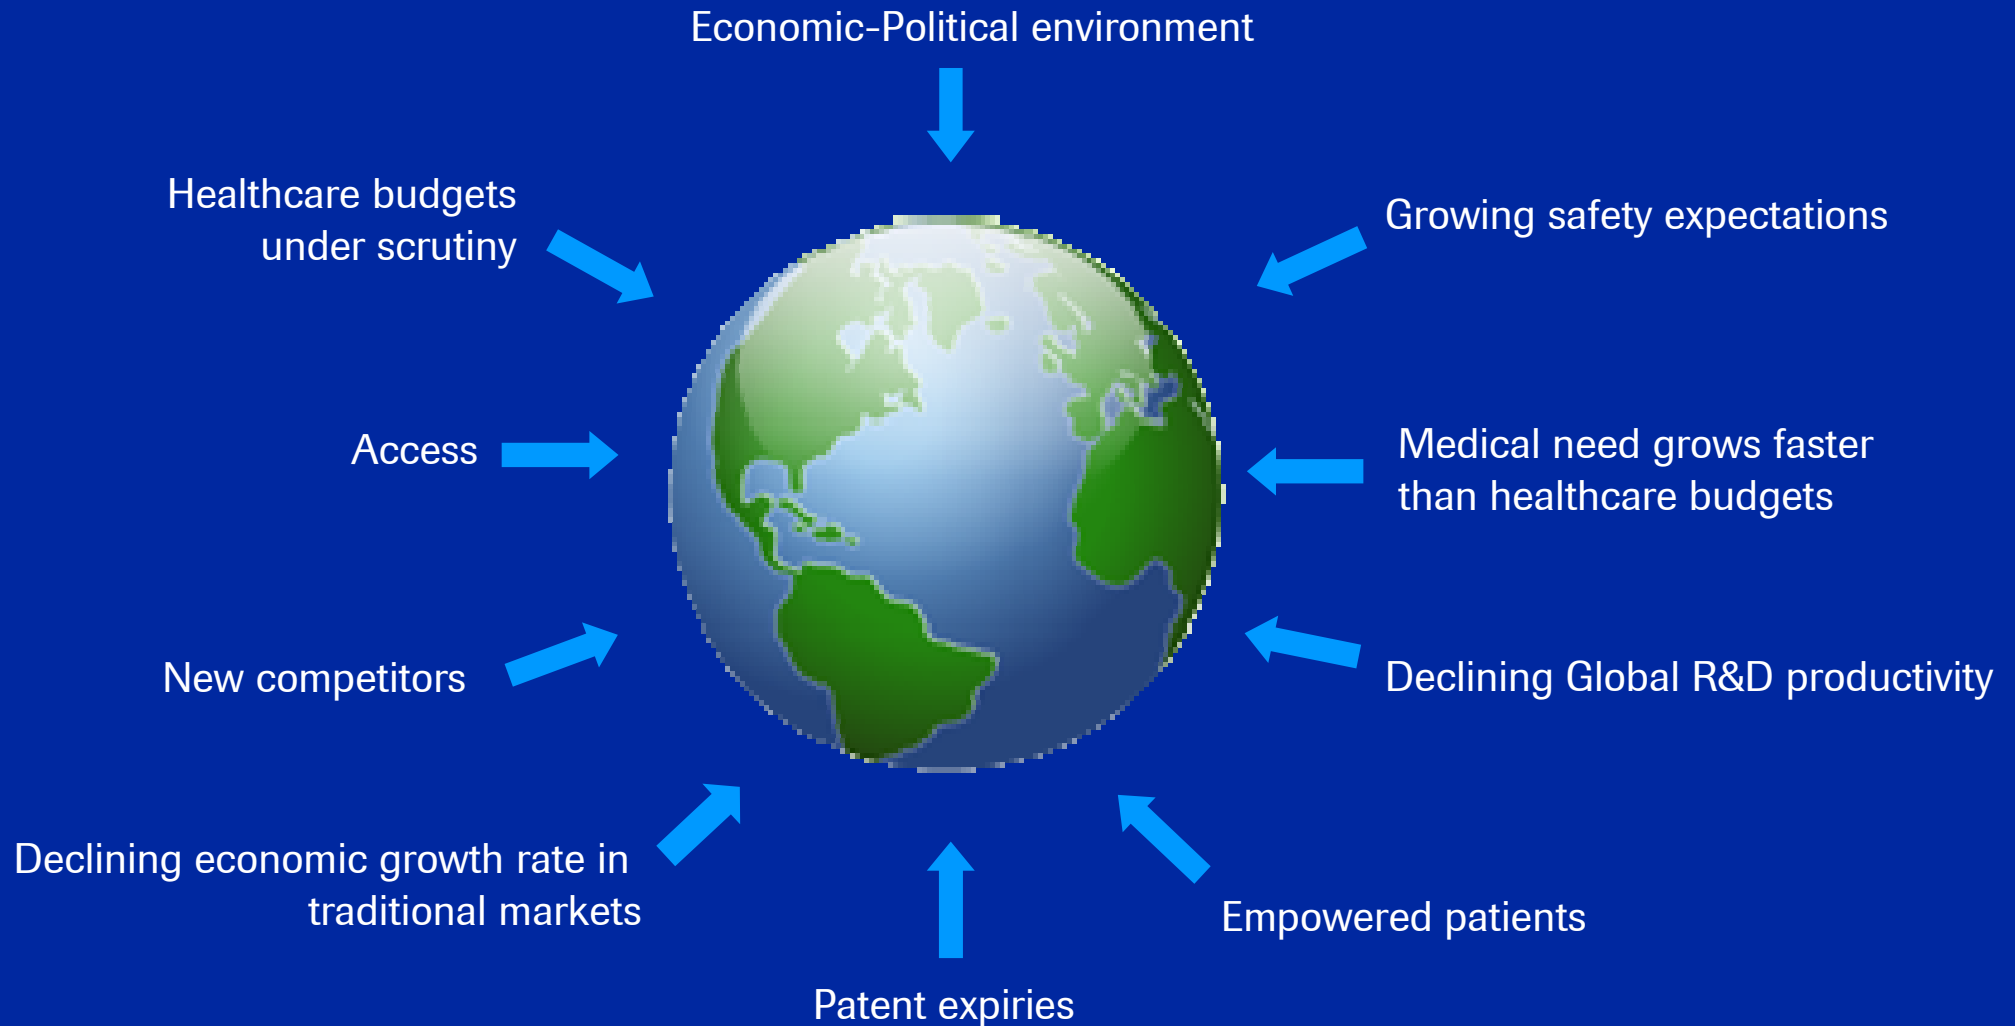 Economic-Political environment
Healthcare budgets
under scrutiny
Growing safety expectations
Access
Medical need grows faster
than healthcare budgets
New competitors
Declining Global R&D productivity
Declining economic growth rate in
traditional markets
Empowered patients
Patent expiries